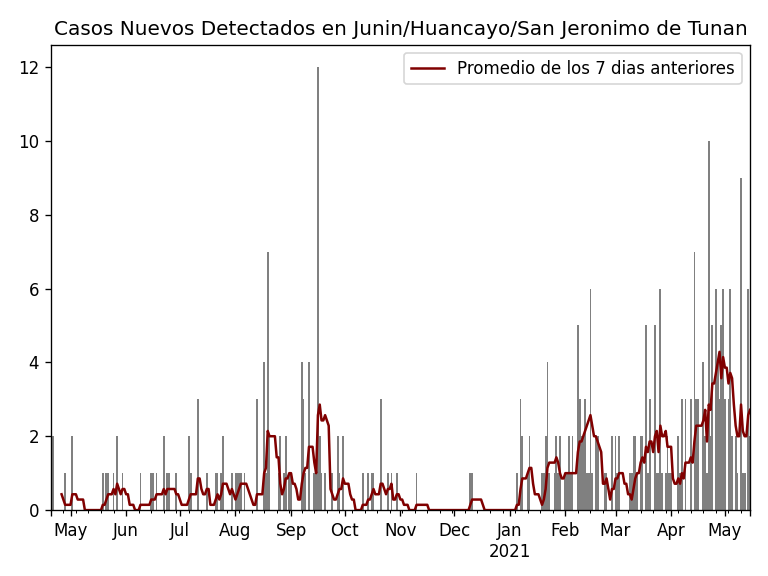 Casos Nuevos Detectados en Junin/Huancayo/San Jeronimo de Tunan
Promedio de los 7 dias anteriores
12
10
8
6
4
2
0
May Jun Jul Aug Sep Oct Nov Dec Jan Feb Mar Apr May
2021